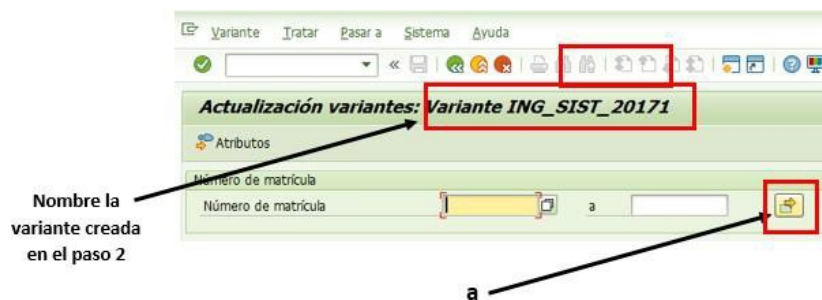 Variante Tratar Pasar a Sistema Ayuda
Actualización variantes: Variante ING_SIST_20171
Atributos
Número de matrícula
Número de matrícula a
Nombre la
variante creada
en el paso 2
a